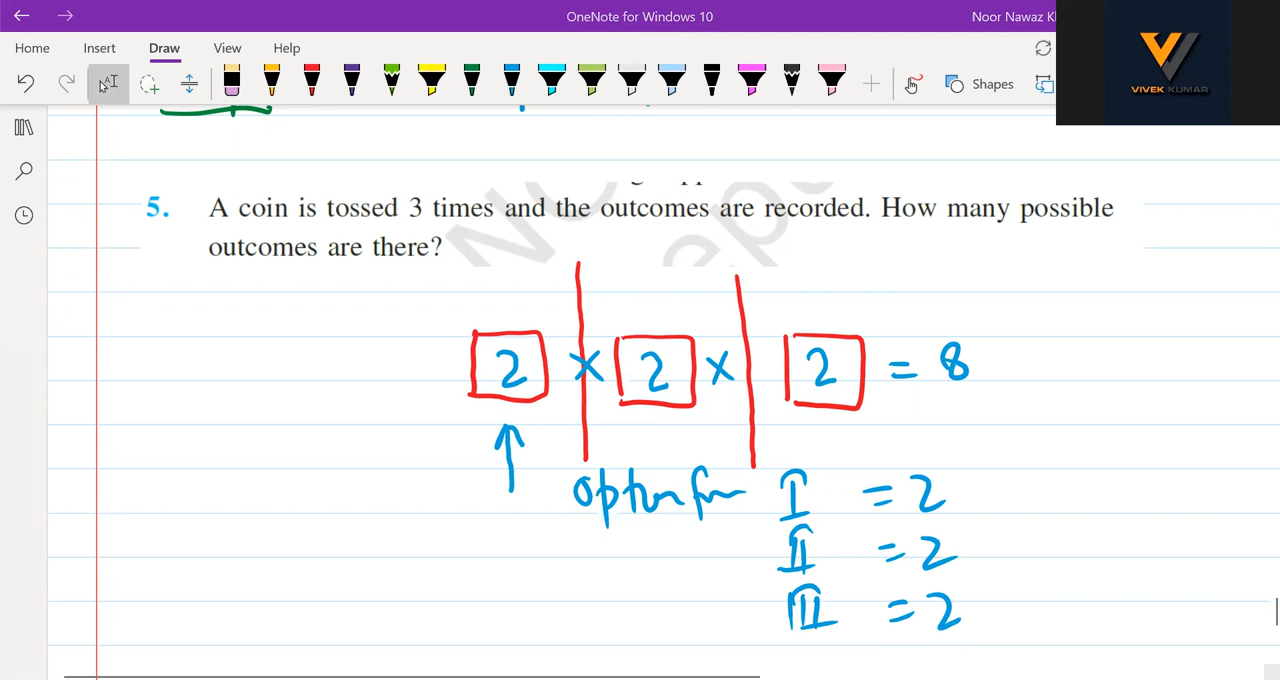 OneNote for Windows 10
Noor Nawaz Kh
VIVEK KUMAR
Home Insert Draw View Help
Shapes
5. A coin is tossed 3 times and the outcomes are recorded. How many possible
outcomes are there?
2 × 2 × 2 = 8
option for I = 2
II = 2
III = 2